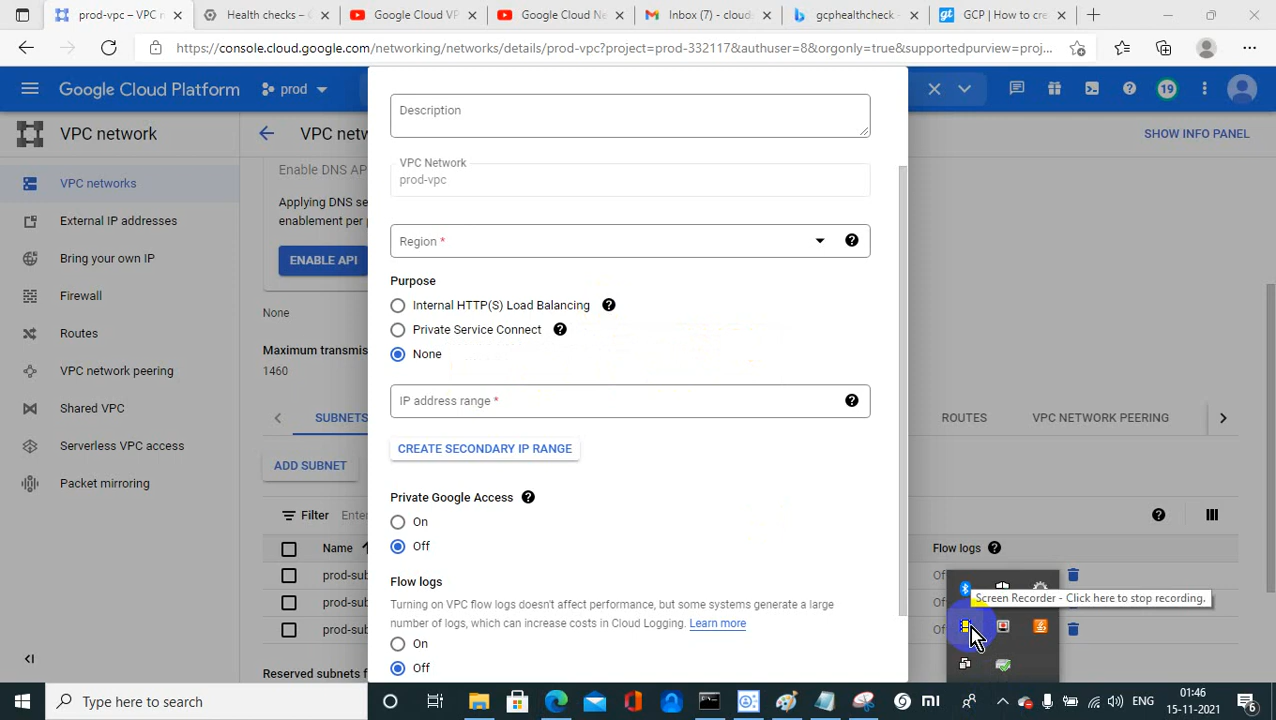 prod-vpc – VPC n
Health checks –
Google Cloud VP
Google Cloud Ne
Inbox (7) - clouds
gcphealthcheck -
GCP | How to cre
https://console.cloud.google.com/networking/networks/details/prod-vpc?project=prod-332117&authuser=8&orgonly=true&supportedpurview=proj...
Google Cloud Platform
prod
19
VPC network
VPC netw
SHOW INFO PANEL
VPC networks
External IP addresses
Bring your own IP
Firewall
Routes
VPC network peering
Shared VPC
Serverless VPC access
Packet mirroring
Enable DNS AP
Applying DNS se
enablement per p
ENABLE API
None
Maximum transmis
1460
SUBNETS
ROUTES
VPC NETWORK PEERING
ADD SUBNET
Filter Ente
Name
Flow logs
prod-sub
Of
prod-sub
Of
prod-sub
Of
Reserved subnets f
Description
VPC Network
prod-vpc
Region *
Purpose
Internal HTTP(S) Load Balancing
Private Service Connect
None
IP address range *
CREATE SECONDARY IP RANGE
Private Google Access
On
Off
Flow logs
Turning on VPC flow logs doesn't affect performance, but some systems generate a large
number of logs, which can increase costs in Cloud Logging. Learn more
On
Off
Screen Recorder - Click here to stop recording.
Type here to search
ENG
01:46
15-11-2021
6